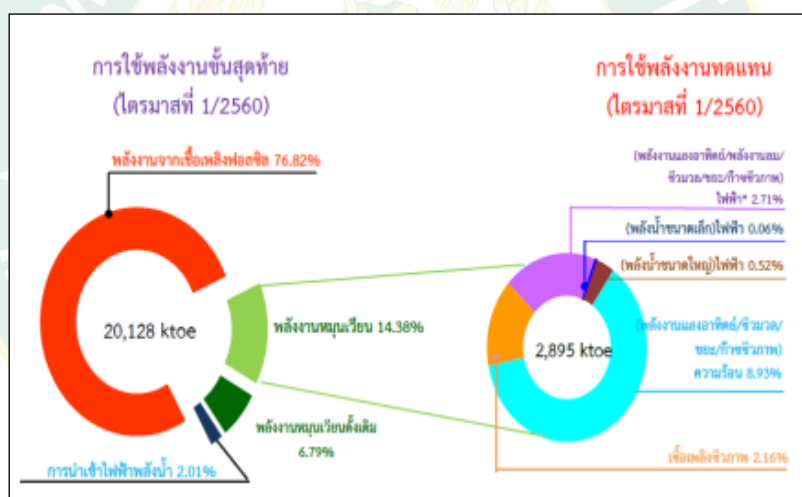 การใช้พลังงานขั้นสุดท้าย
(ไตรมาสที่ 1/2560)
พลังงานจากเชื้อเพลิงฟอสซิล 76.82%
20,128 ktoe
พลังงานหมุนเวียน 14.38%
พลังงานหมุนเวียนดั้งเดิม
6.79%
การนำเข้าไฟฟ้าพลังน้ำ 2.01%
การใช้พลังงานทดแทน
(ไตรมาสที่ 1/2560)
(พลังงานแสงอาทิตย์/พลังงานลม/
ชีวมวล/ขยะ/ก๊าซชีวภาพ)
ไฟฟ้า* 2.71%
(พลังน้ำขนาดเล็ก)ไฟฟ้า 0.06%
(พลังน้ำขนาดใหญ่)ไฟฟ้า 0.52%
2,895 ktoe
(พลังงานแสงอาทิตย์/ชีวมวล/
ขยะ/ก๊าซชีวภาพ)
ความร้อน 8.93%
เชื้อเพลิงชีวภาพ 2.16%